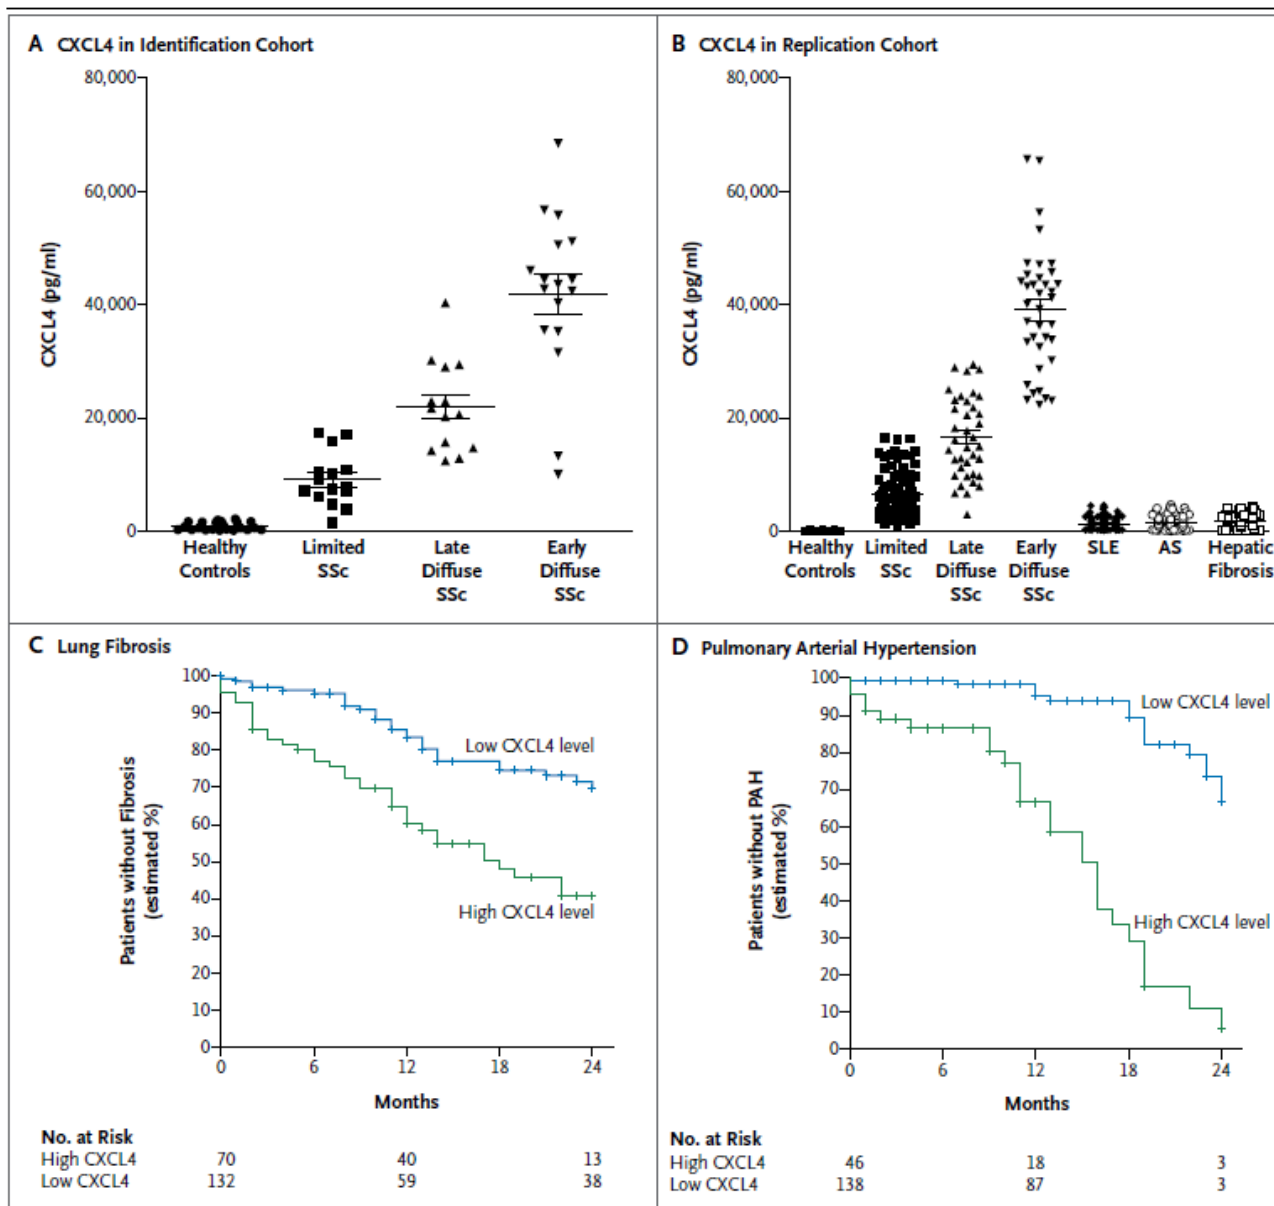 A CXCL4 in Identification Cohort
80,000
60,000
40,000
20,000
0
CXCL4 (pg/ml)
Healthy Controls
Limited SSc
Late Diffuse SSc
Early Diffuse SSc
B CXCL4 in Replication Cohort
80,000
60,000
40,000
20,000
0
CXCL4 (pg/ml)
Healthy Controls
Limited SSc
Late Diffuse SSc
Early Diffuse SSc
SLE
AS
Hepatic Fibrosis
C Lung Fibrosis
100
90
80
70
60
50
40
30
20
10
0
Patients without Fibrosis
(estimated %)
Low CXCL4 level
High CXCL4 level
0 6 12 18 24
Months
No. at Risk
High CXCL4 70 40 13
Low CXCL4 132 59 38
D Pulmonary Arterial Hypertension
100
90
80
70
60
50
40
30
20
10
0
Patients without PAH
(estimated %)
Low CXCL4 level
High CXCL4 level
0 6 12 18 24
Months
No. at Risk
High CXCL4 46 18 3
Low CXCL4 138 87 3